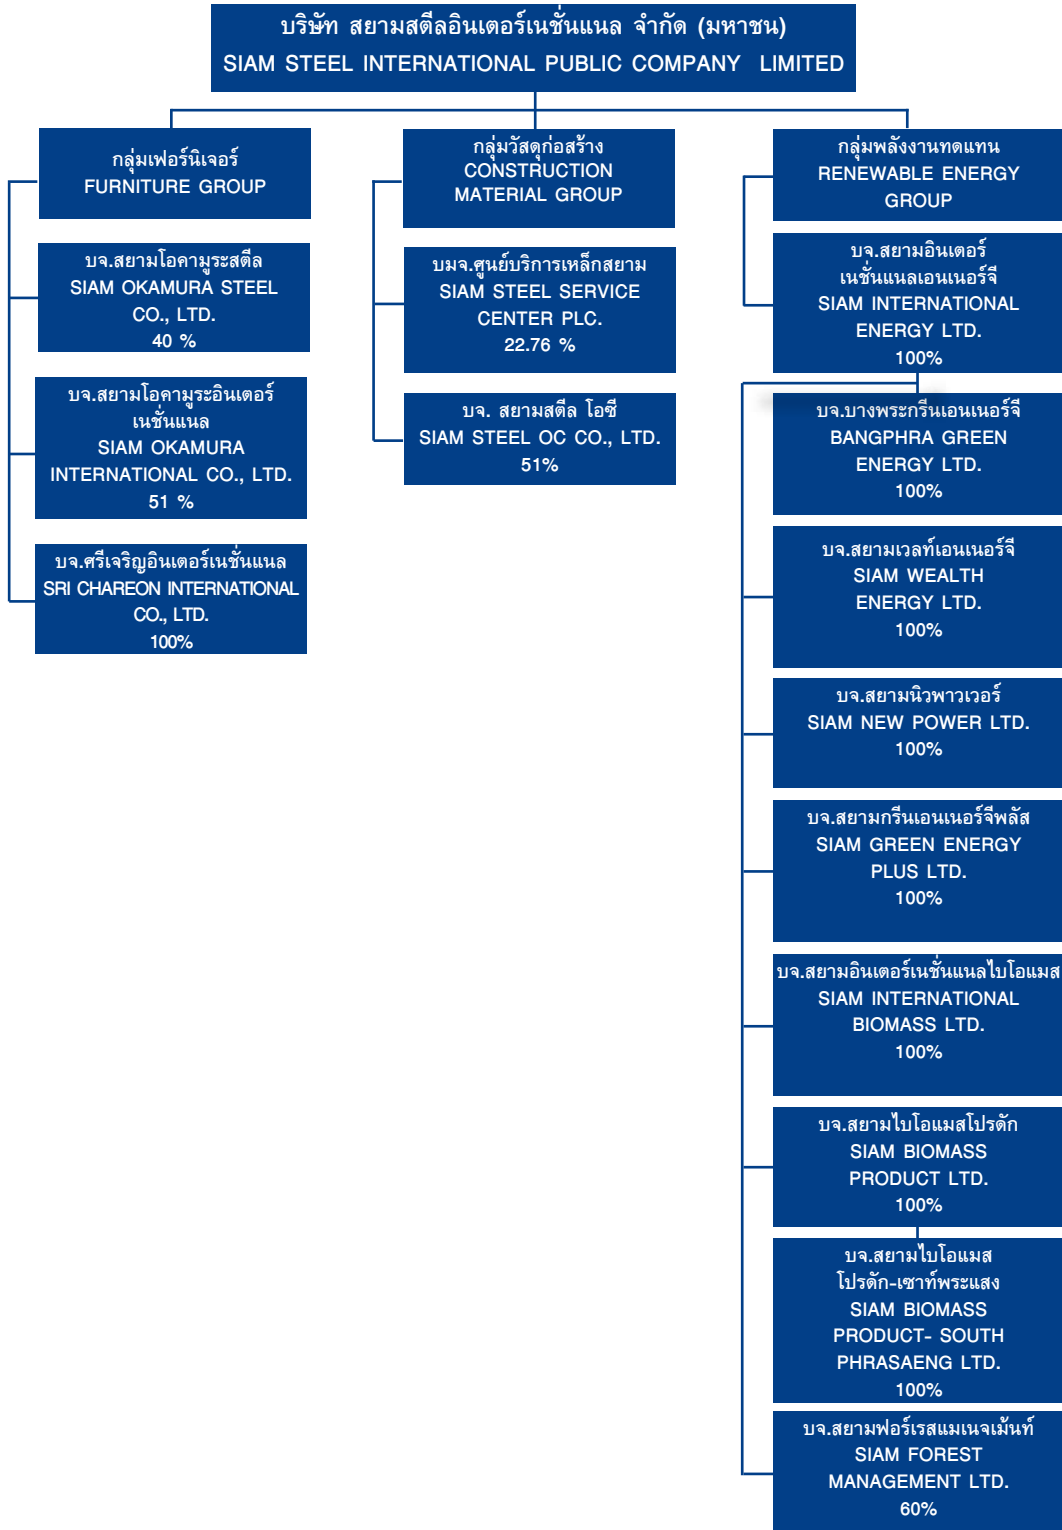 บริษัท สยามสตีลอินเตอร์เนชั่นแนล จำกัด (มหาชน)
SIAM STEEL INTERNATIONAL PUBLIC COMPANY LIMITED
กลุ่มเฟอร์นิเจอร์
FURNITURE GROUP
บจ.สยามโอคามูระสตีล
SIAM OKAMURA STEEL
CO., LTD.
40 %
บจ.สยามโอคามูระอินเตอร์
เนชั่นแนล
SIAM OKAMURA
INTERNATIONAL CO., LTD.
51 %
บจ.ศรีเจริญอินเตอร์เนชั่นแนล
SRI CHAREON INTERNATIONAL
CO., LTD.
100%
กลุ่มวัสดุก่อสร้าง
CONSTRUCTION
MATERIAL GROUP
บมจ.ศูนย์บริการเหล็กสยาม
SIAM STEEL SERVICE
CENTER PLC.
22.76 %
บจ. สยามสตีล โอซี
SIAM STEEL OC CO., LTD.
51%
กลุ่มพลังงานทดแทน
RENEWABLE ENERGY
GROUP
บจ.สยามอินเตอร์
เนชั่นแนลเอนเนอร์จี
SIAM INTERNATIONAL
ENERGY LTD.
100%
บจ.บางพระกรีนเอนเนอร์จี
BANGPHRA GREEN
ENERGY LTD.
100%
บจ.สยามเวลท์เอนเนอร์จี
SIAM WEALTH
ENERGY LTD.
100%
บจ.สยามนิวพาวเวอร์
SIAM NEW POWER LTD.
100%
บจ.สยามกรีนเอนเนอร์จีพลัส
SIAM GREEN ENERGY
PLUS LTD.
100%
บจ.สยามอินเตอร์เนชั่นแนลไบโอแมส
SIAM INTERNATIONAL
BIOMASS LTD.
100%
บจ.สยามไบโอแมสโปรดัก
SIAM BIOMASS
PRODUCT LTD.
100%
บจ.สยามไบโอแมส
โปรดัก-เซาท์พระแสง
SIAM BIOMASS
PRODUCT- SOUTH
PHRASAENG LTD.
100%
บจ.สยามฟอร์เรสแมเนจเม้นท์
SIAM FOREST
MANAGEMENT LTD.
60%